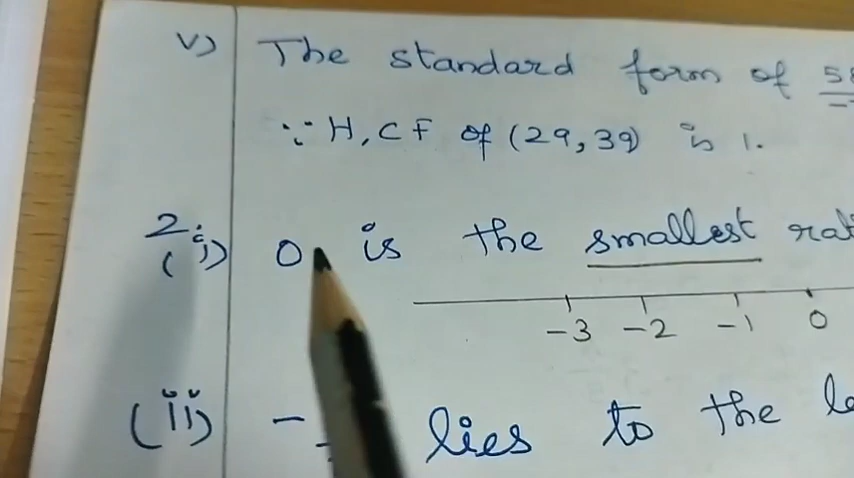 v) The standard form of
∵ H.CF of (29,39) is 1.
2.
(i) 0 is the smallest
-3 -2 -1 0
(ii) - lies to the